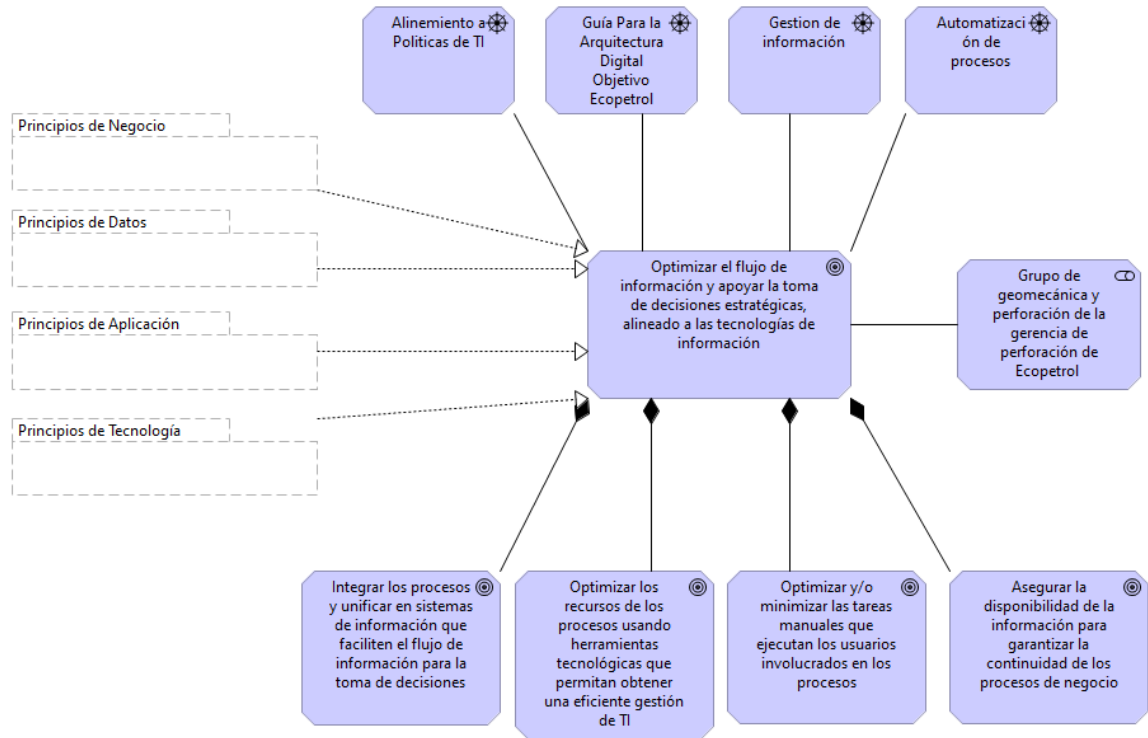 Alinemiento a
Politicas de TI
Guía Para la
Arquitectura
Digital
Objetivo
Ecopetrol
Gestion de
información
Automatizaci
ón de
procesos
Principios de Negocio
Principios de Datos
Principios de Aplicación
Principios de Tecnología
Optimizar el flujo de
información y apoyar la toma
de decisiones estratégicas,
alineado a las tecnologías de
información
Grupo de
geomecánica y
perforación de la
gerencia de
perforación de
Ecopetrol
Integrar los procesos
y unificar en sistemas
de información que
faciliten el flujo de
información para la
toma de decisiones
Optimizar los
recursos de los
procesos usando
herramientas
tecnológicas que
permitan obtener
una eficiente gestión
de TI
Optimizar y/o
minimizar las tareas
manuales que
ejecutan los usuarios
involucrados en los
procesos
Asegurar la
disponibilidad de la
información para
garantizar la
continuidad de los
procesos de negocio